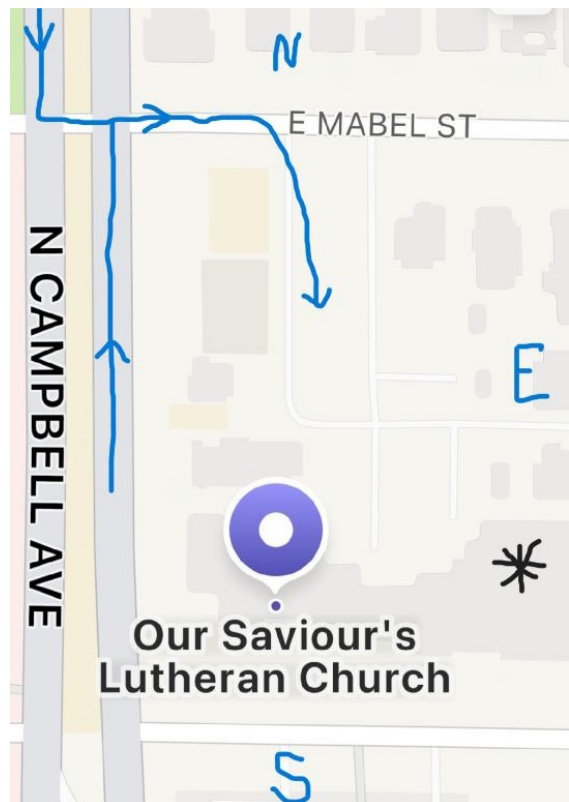 N
E MABEL ST
N CAMPBELL AVE
E
Our Saviour's
Lutheran Church
S